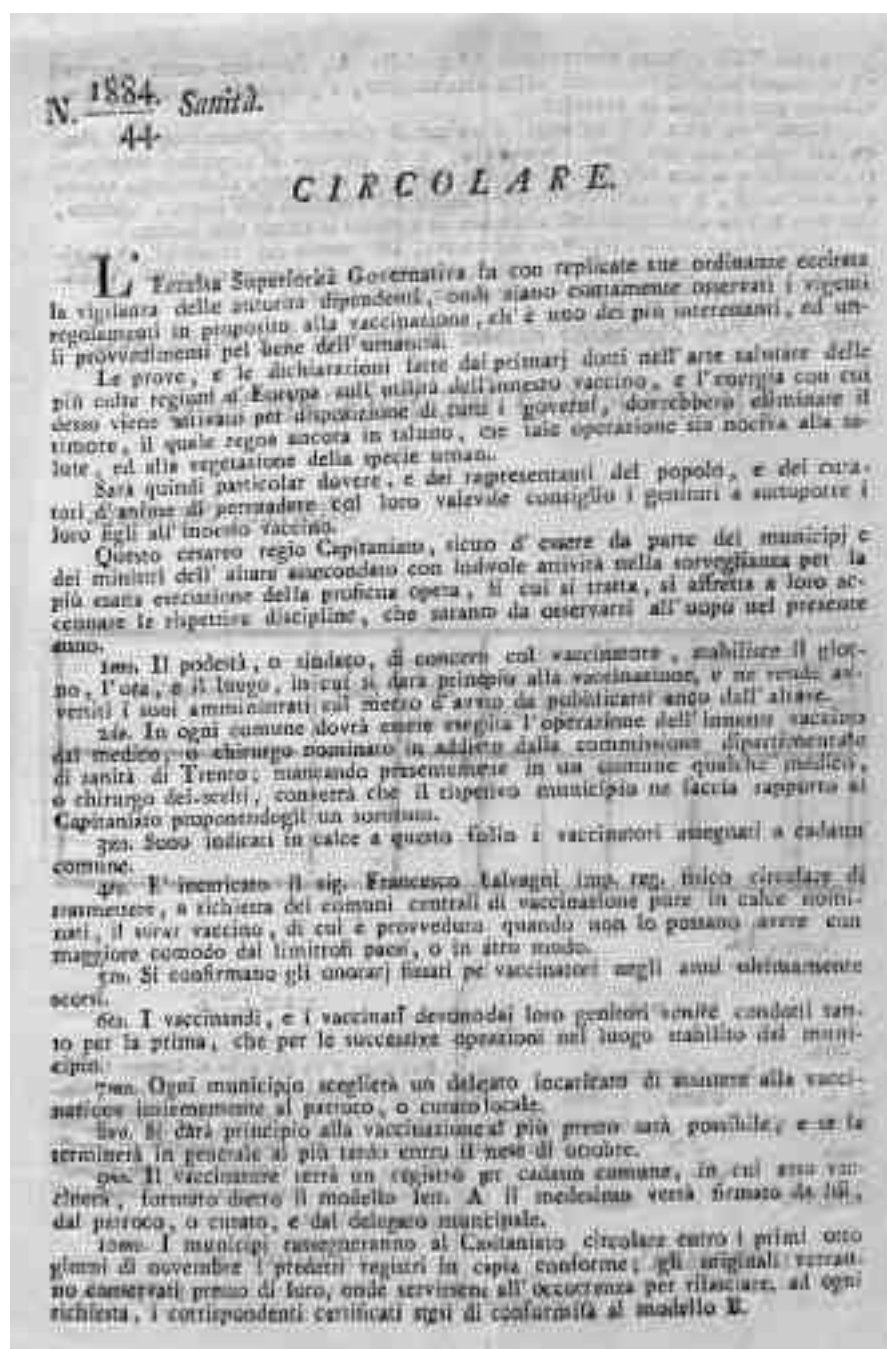 N. 1884. Sanità.
44.
CIRCOLARE.
L' Eccelsa Superiorità Governativa fa con replicate sue ordinanze eccitata
la vigilanza delle autorità dipendenti, ondi siano esattamente osservati i vigenti
regolamenti in proposito alla vaccinazione, ch'è uno dei più interessanti, ed uti-
li provvedimenti pel bene dell'umanità.
Le prove, e le dichiarazioni fatte dai primarj dotti nell'arte salutare delle
più culte regioni d'Europa sull'utilità dell'innesto vaccino, e l'energia con cui
desso viene attivato per disposizione di tutti i governi, dovrebbero eliminare il
timore, il quale regna ancora in taluno, che tale operazione sia nociva alla sa-
lute, ed alla vegetazione della specie umana.
Sarà quindi particolar dovere, e dei rappresentanti del popolo, e dei cura-
tori d'anime di persuadere col loro valevole consiglio i genitori a sottoporre i
loro figli all'innesto vaccino.
Questo cesareo regio Capitaniato, sicuro d'essere da parte dei municipj e
dei ministri dell'altare assecondato con lodevole attività nella sorveglianza per la
più esatta esecuzione della proficua opera, di cui si tratta, si affretta a loro ac-
cennare le rispettive discipline, che saranno da osservarsi all'uopo nel presente
anno.
1mo. Il podestà, o sindaco, di concerto col vaccinatore, stabilisce il gior-
no, l'ora, e il luogo, in cui si darà principio alla vaccinazione, e ne rende av-
vertiti i suoi amministrati col mezzo d'avviso da pubblicarsi anco dall'altare.
2do. In ogni comune dovrà essere eseguita l'operazione dell'innesto vaccino
dal medico, o chirurgo nominato in addietro dalla commissione dipartimentale
di sanità di Trento; mancando presentemente in un comune qualche medico,
o chirurgo dei scelti, converrà che il rispettivo municipio ne faccia rapporto al
Capitaniato proponendogli un sostituto.
3zo. Sono indicati in calce a questo folio i vaccinatori assegnati a cadaun
comune.
4to. E' incaricato il sig. Francesco imp. reg. fisico circolare di
trasmettere, a richiesta dei comuni centrali di vaccinazione pure in calce nomi-
nati, il vaccino, di cui è provveduto quando non lo possano avere con
maggiore comodo dai limitrofi paesi, o in altro modo.
5to. Si confirmano gli onorarj fissati pe' vaccinatori negli anni ultimamente
scorsi.
6to. I vaccinandi, e i vaccinati devonodai loro genitori venire condotti tan-
to per la prima, che per le successive operazioni nel luogo stabilito dal muni-
cipio.
7mo. Ogni municipio sceglierà un delegato incaricato di assistere alla vacci-
nazione insiememente al parroco, o curato locale.
8vo. Si darà principio alla vaccinazione al più presto sarà possibile, e se la
terminerà in generale al più tardo entro il mese di ottobre.
9no. Il vaccinatore terrà un registro per cadaun comune, in cui esso vac-
cinerà, formato dietro il modello len. A il medesimo verrà firmato da lui,
dal parroco, o curato, e dal delegato municipale.
10mo. I municipj rassegneranno al Capitaniato circolare entro i primi otto
giorni di novembre i predetti registri in copia conforme; gli originali verran-
no conservati presso di loro, onde servirsene all'occorrenza per rilasciare, ad ogni
richiesta, i corrispondenti certificati stesi di conformità al modello B.